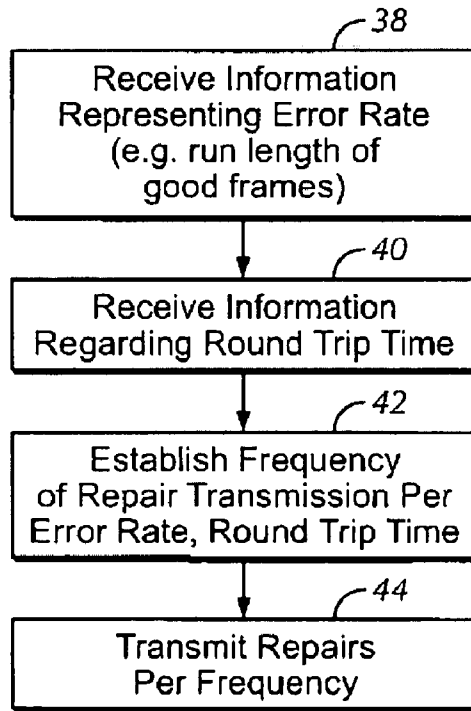 38
Receive Information
Representing Error Rate
(e.g. run length of
good frames)
40
Receive Information
Regarding Round Trip Time
42
Establish Frequency
of Repair Transmission Per
Error Rate, Round Trip Time
44
Transmit Repairs
Per Frequency